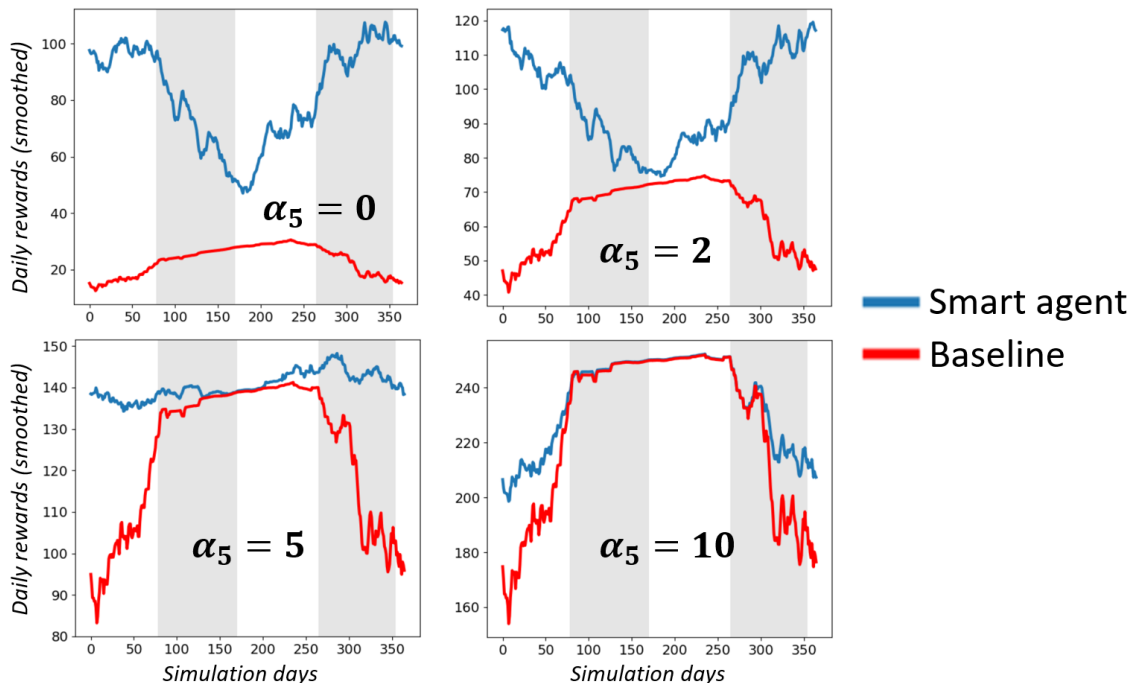 Daily rewards (smoothed)
100
80
60
40
20
0 50 100 150 200 250 300 350
α₅ = 0
120
110
100
90
80
70
60
50
40
0 50 100 150 200 250 300 350
α₅ = 2
Smart agent
Baseline
Daily rewards (smoothed)
150
140
130
120
110
100
90
80
0 50 100 150 200 250 300 350
α₅ = 5
Simulation days
240
220
200
180
160
0 50 100 150 200 250 300 350
α₅ = 10
Simulation days